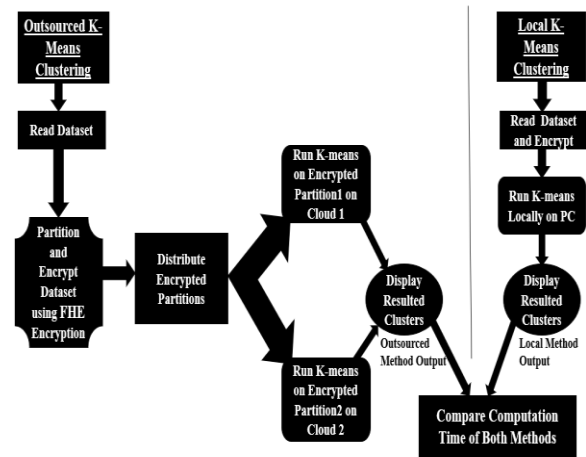 Outsourced K-
Means
Clustering
Read Dataset
Partition
and
Encrypt
Dataset
using FHE
Encryption
Distribute
Encrypted
Partitions
Run K-means
on Encrypted
Partition1 on
Cloud 1
Run K-means
on Encrypted
Partition2 on
Cloud 2
Display
Resulted
Clusters
Outsourced
Method Output
Local K-
Means
Clustering
Read Dataset
and Encrypt
Run K-means
Locally on PC
Display
Resulted
Clusters
Local Method
Output
Compare Computation
Time of Both Methods